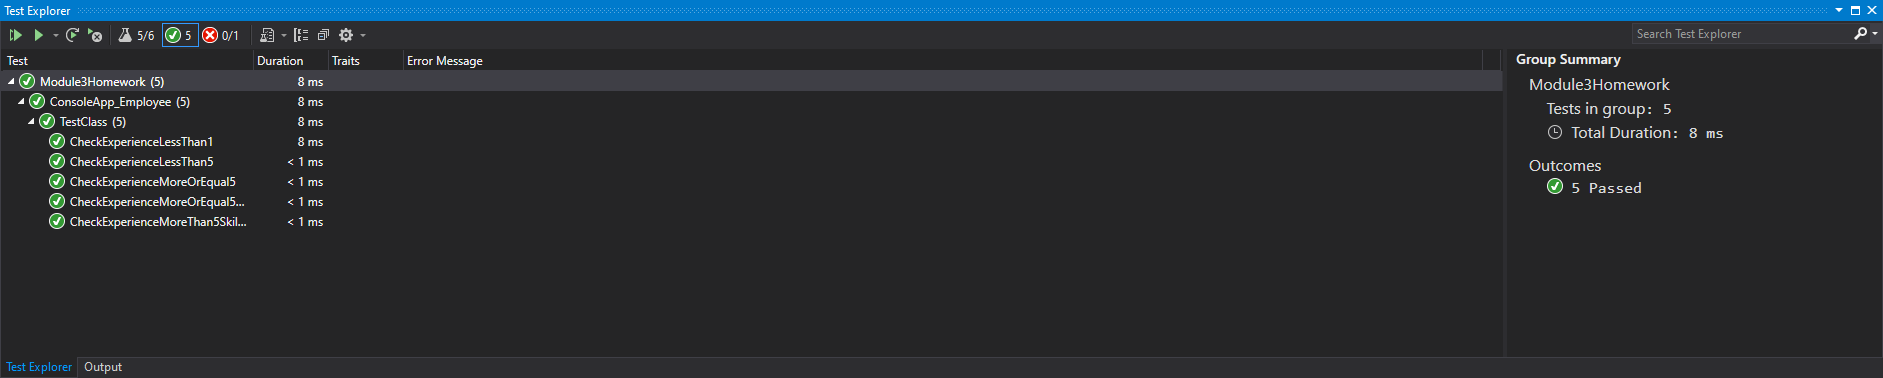 Test Explorer
5/6 5 0/1
Search Test Explorer
Test Duration Traits Error Message
Module3Homework (5) 8 ms
ConsoleApp_Employee (5) 8 ms
TestClass (5) 8 ms
CheckExperienceLessThan1 8 ms
CheckExperienceLessThan5 < 1 ms
CheckExperienceMoreOrEqual5 < 1 ms
CheckExperienceMoreOrEqual5... < 1 ms
CheckExperienceMoreThan5Skil... < 1 ms
Group Summary
Module3Homework
Tests in group: 5
Total Duration: 8 ms
Outcomes
5 Passed
Test Explorer Output